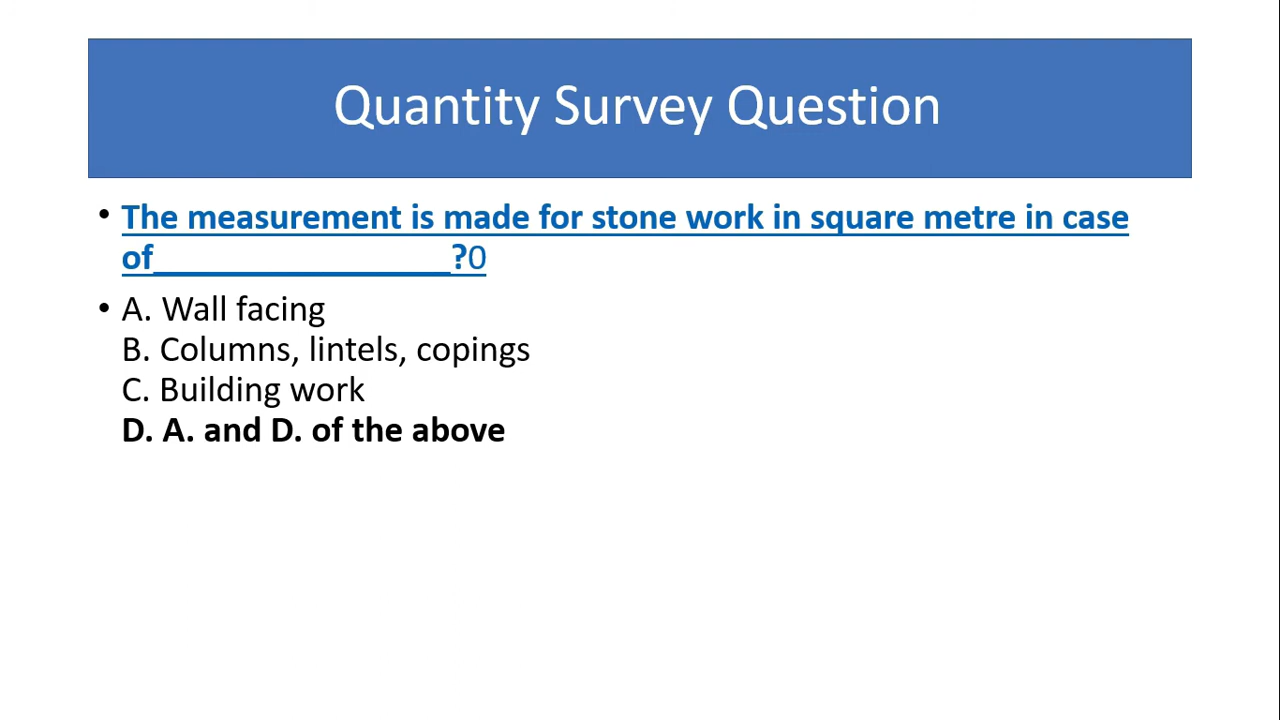 Quantity Survey Question
• The measurement is made for stone work in square metre in case
of__________________?0
• A. Wall facing
B. Columns, lintels, copings
C. Building work
D. A. and D. of the above